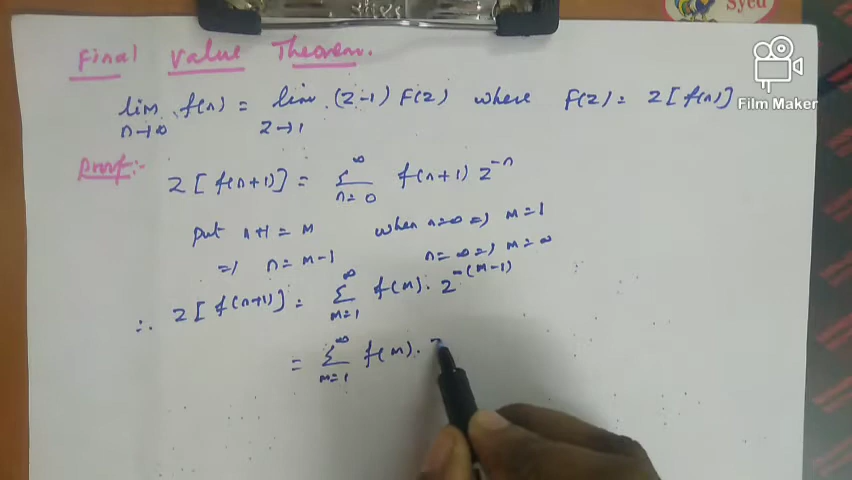 Syed
Final Value Theorem.
lim n→∞ f(n) = lim z→1 (z-1) F(z) where F(z) = Z[f(n)]
Film Maker
Proof:-
Z[f(n+1)] = ∞ Σ n=0 f(n+1) z^-n
Put n+1 = m when n=0 => m=1
=> n = m-1 n=∞ => m=∞
∴ Z[f(n+1)] = ∞ Σ m=1 f(m). z^-(m-1)
= ∞ Σ m=1 f(m).